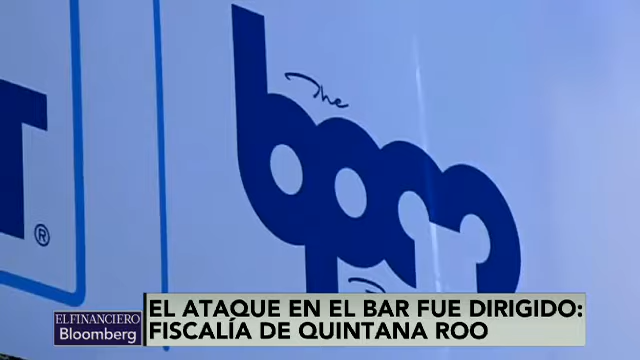 The
bpm
®
EL FINANCIERO
Bloomberg
EL ATAQUE EN EL BAR FUE DIRIGIDO:
FISCALÍA DE QUINTANA ROO